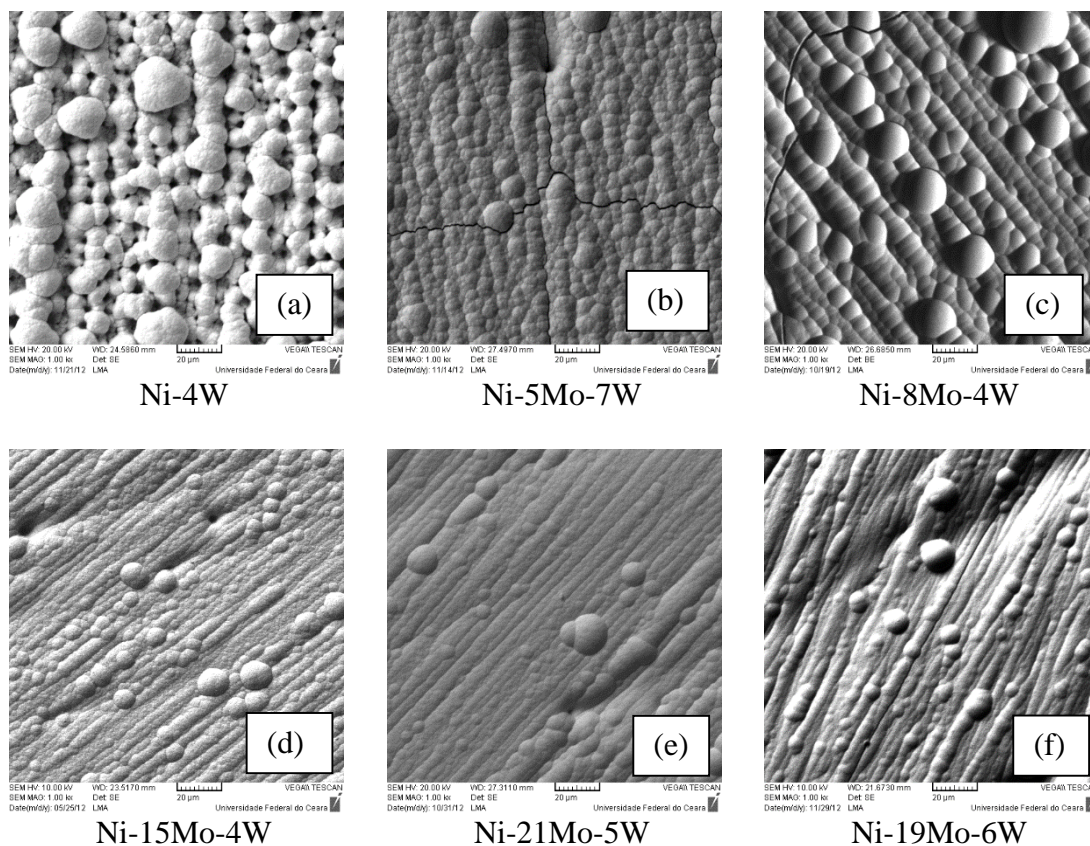 (a)
SEM HV: 20.00 kV WD: 24.5860 mm VEGA\\ TESCAN
SEM MAG: 1.00 kx Det: SE 20 µm
Date(m/d/y): 11/21/12 LMA Universidade Federal do Ceara
Ni-4W
(b)
SEM HV: 20.00 kV WD: 27.4970 mm VEGA\\ TESCAN
SEM MAG: 1.00 kx Det: SE 20 µm
Date(m/d/y): 11/14/12 LMA Universidade Federal do Ceara
Ni-5Mo-7W
(c)
SEM HV: 20.00 kV WD: 26.6850 mm VEGA\\ TESCAN
SEM MAG: 1.00 kx Det: SE 20 µm
Date(m/d/y): 10/19/12 LMA Universidade Federal do Ceara
Ni-8Mo-4W
(d)
SEM HV: 10.00 kV WD: 23.5170 mm VEGA\\ TESCAN
SEM MAG: 1.00 kx Det: SE 20 µm
Date(m/d/y): 05/25/12 LMA Universidade Federal do Ceara
Ni-15Mo-4W
(e)
SEM HV: 20.00 kV WD: 27.3110 mm VEGA\\ TESCAN
SEM MAG: 1.00 kx Det: SE 20 µm
Date(m/d/y): 10/31/12 LMA Universidade Federal do Ceara
Ni-21Mo-5W
(f)
SEM HV: 10.00 kV WD: 21.6730 mm VEGA\\ TESCAN
SEM MAG: 1.00 kx Det: SE 20 µm
Date(m/d/y): 11/29/12 LMA Universidade Federal do Ceara
Ni-19Mo-6W